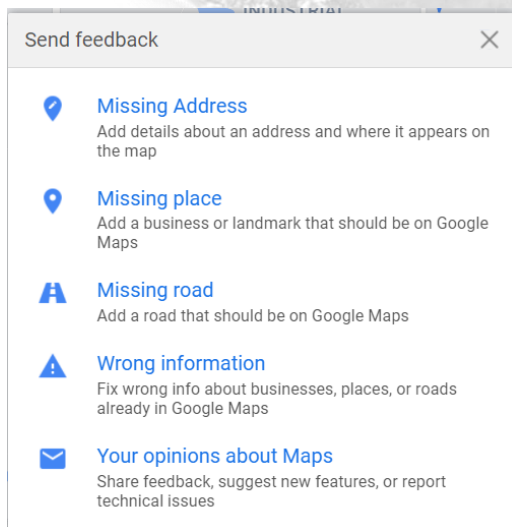 INDUSTRIAL
Send feedback
Missing Address
Add details about an address and where it appears on
the map
Missing place
Add a business or landmark that should be on Google
Maps
Missing road
Add a road that should be on Google Maps
Wrong information
Fix wrong info about businesses, places, or roads
already in Google Maps
Your opinions about Maps
Share feedback, suggest new features, or report
technical issues